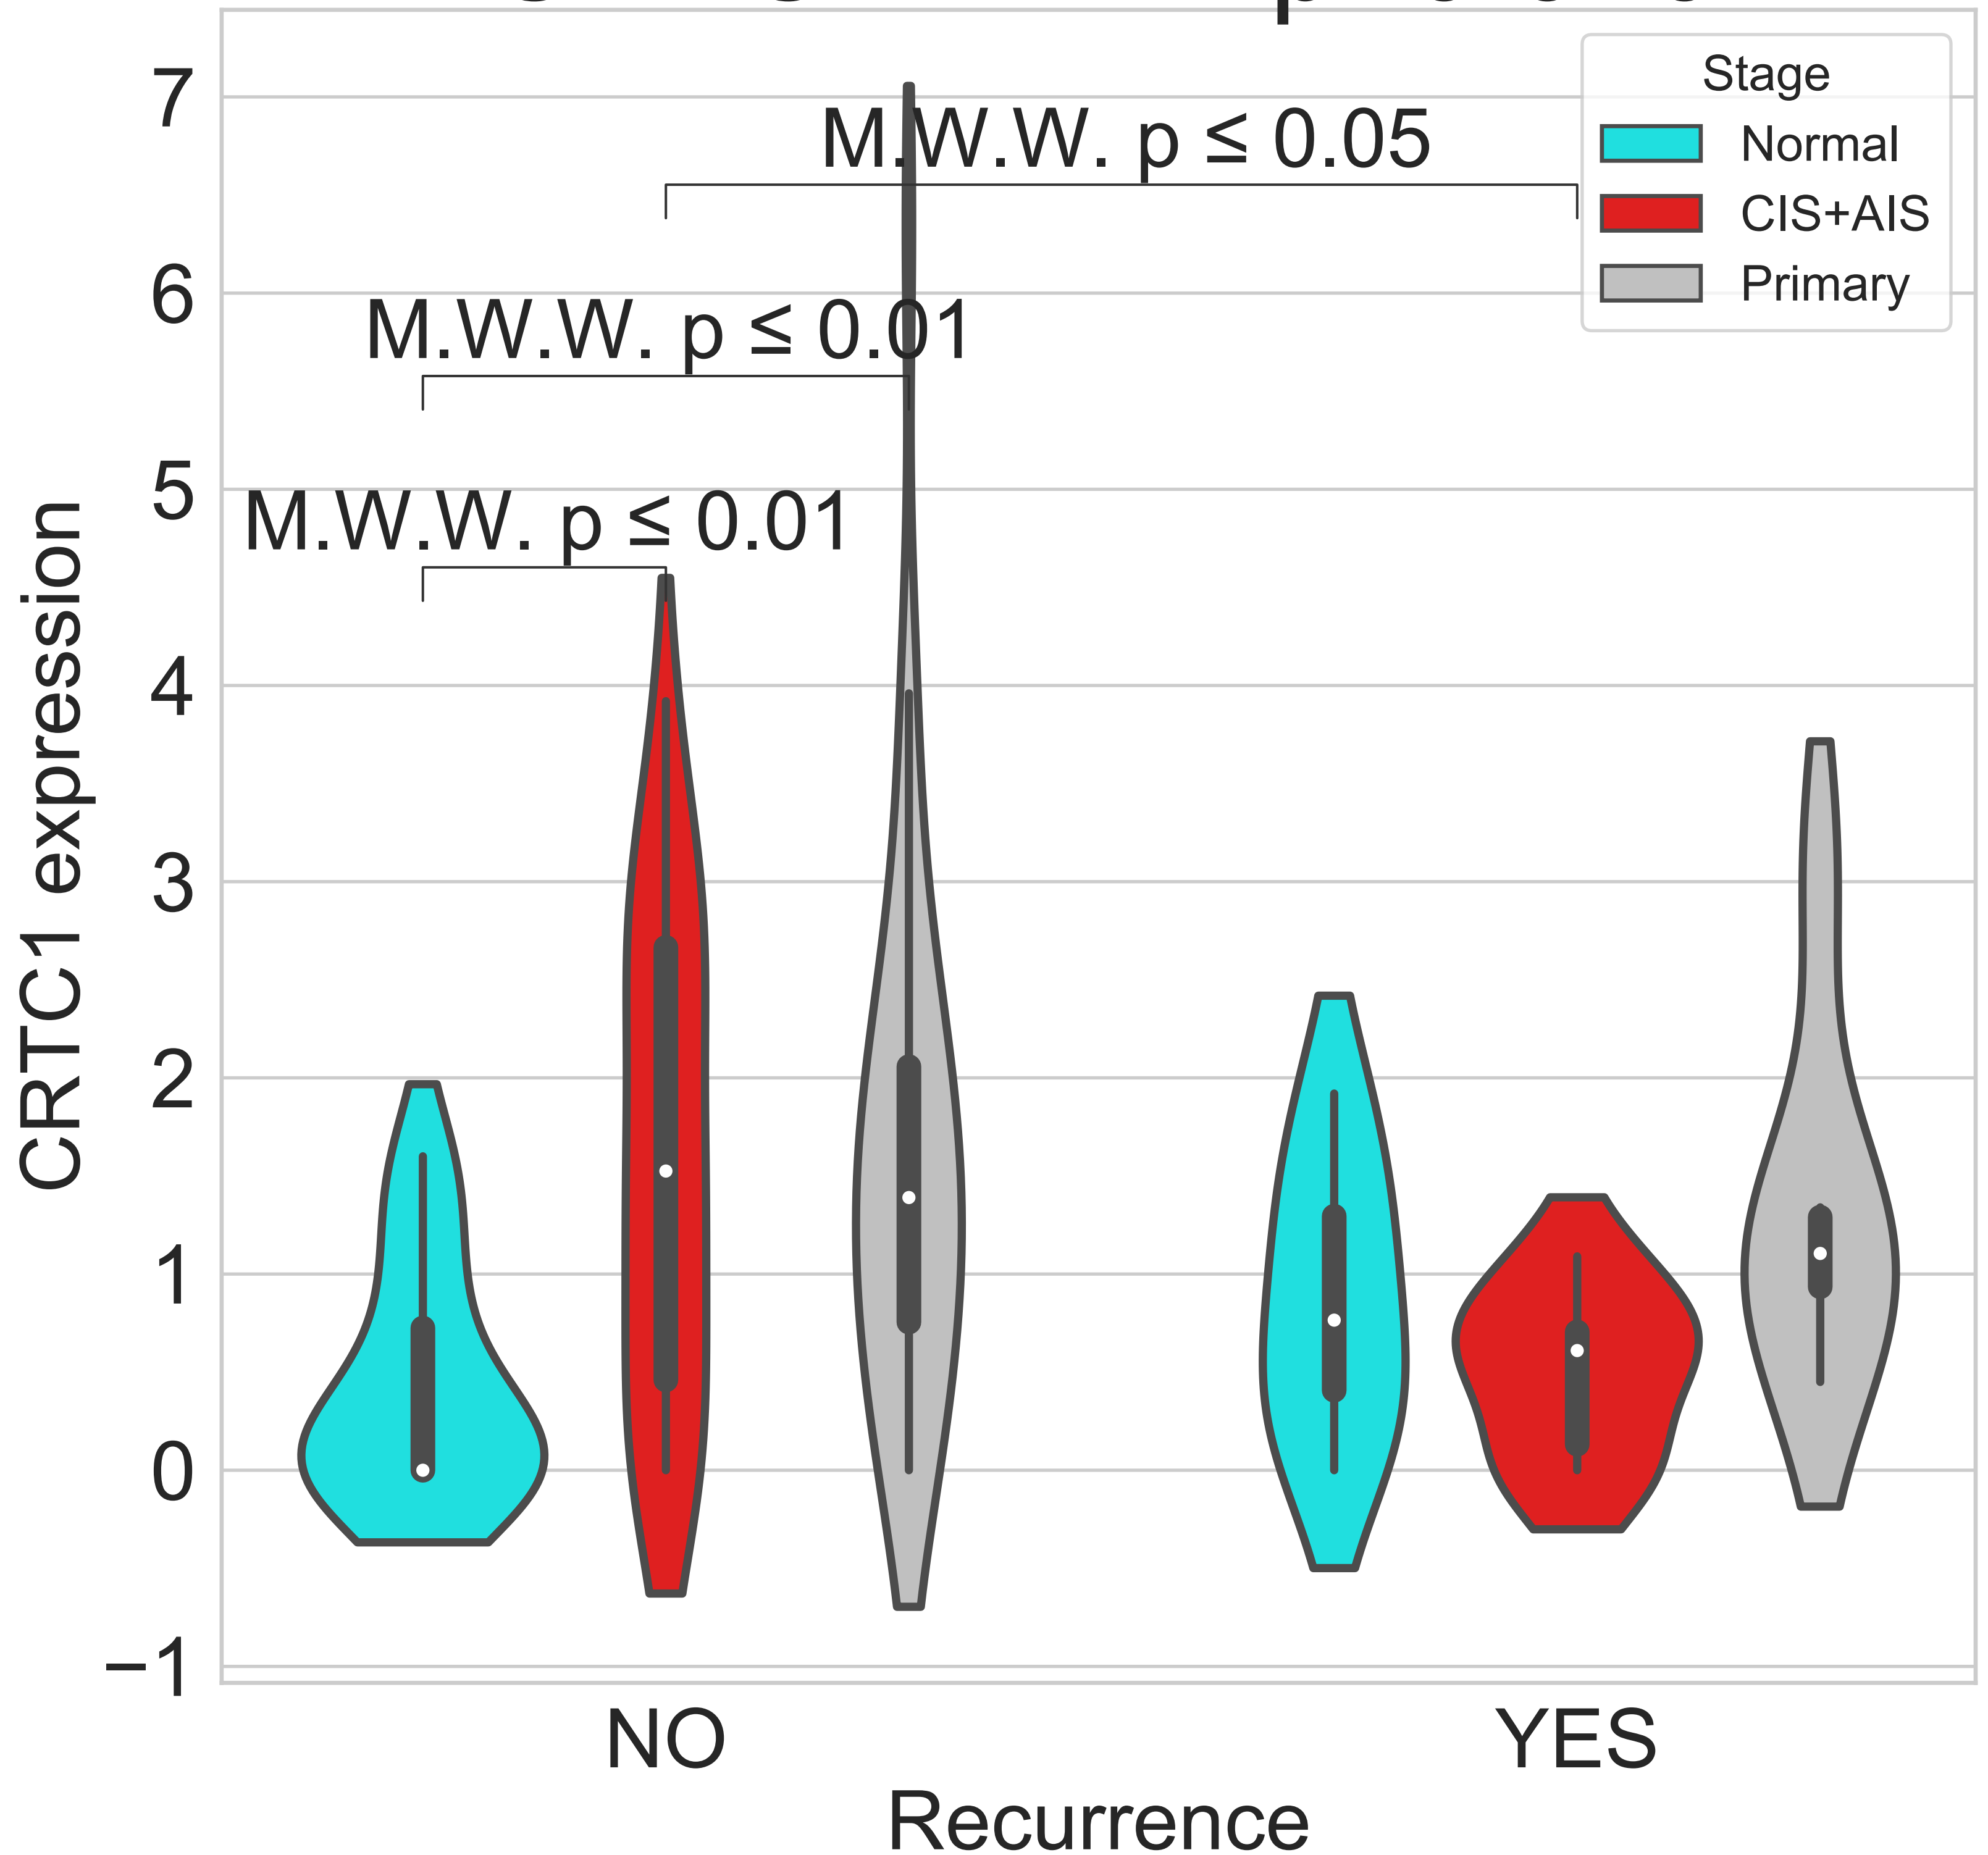 Stage
Normal
CIS+AIS
Primary
M.W.W. p ≤ 0.05
M.W.W. p ≤ 0.01
M.W.W. p ≤ 0.01
7
6
5
4
3
2
1
0
−1
CRTC1 expression
NO
YES
Recurrence